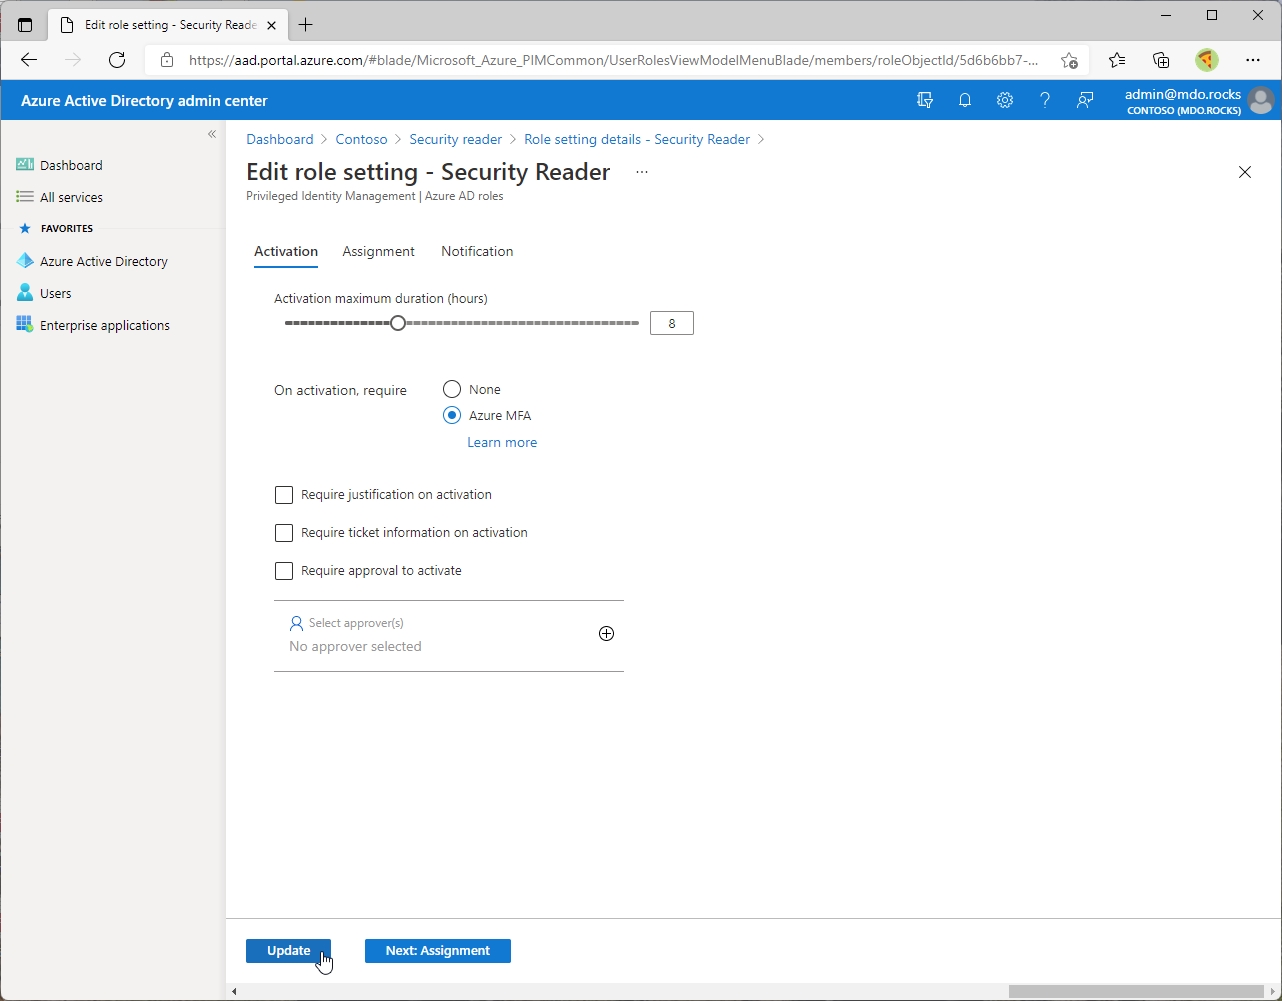 Edit role setting - Security Reade
https://aad.portal.azure.com/#blade/Microsoft_Azure_PIMCommon/UserRolesViewModelMenuBlade/members/roleObjectId/5d6b6bb7-...
Azure Active Directory admin center
admin@mdo.rocks
CONTOSO (MDO.ROCKS)
Dashboard
All services
FAVORITES
Azure Active Directory
Users
Enterprise applications
Dashboard > Contoso > Security reader > Role setting details - Security Reader >
Edit role setting - Security Reader ...
Privileged Identity Management | Azure AD roles
Activation Assignment Notification
Activation maximum duration (hours)
8
On activation, require
None
Azure MFA
Learn more
Require justification on activation
Require ticket information on activation
Require approval to activate
Select approver(s)
No approver selected
Update Next: Assignment